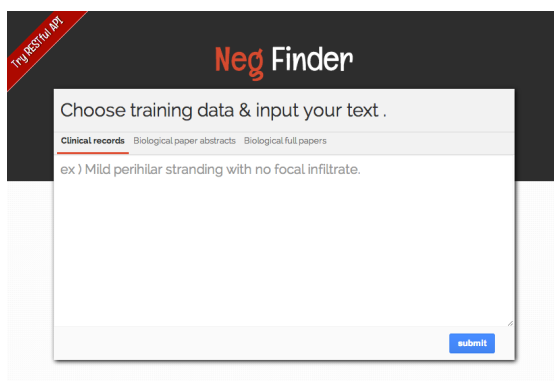 Try RESTful API
Neg Finder
Choose training data & input your text .
Clinical records Biological paper abstracts Biological full papers
ex ) Mild perihilar stranding with no focal infiltrate.
submit